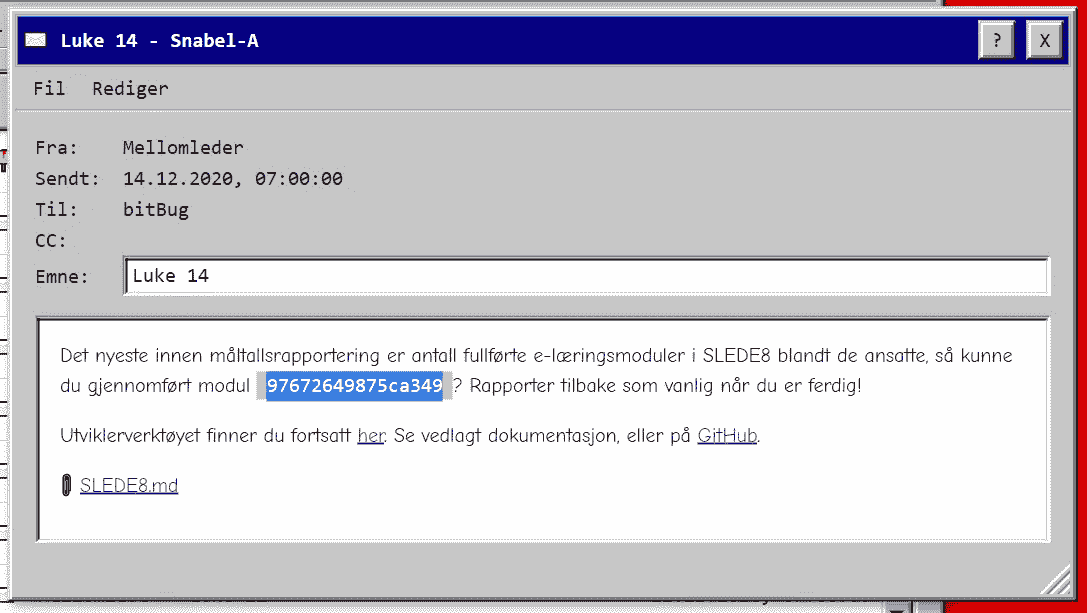 Luke 14 - Snabel-A
? X
Fil Rediger
Fra: Mellomleder
Sendt: 14.12.2020, 07:00:00
Til: bitBug
CC:
Emne: Luke 14
Det nyeste innen måltallsrapportering er antall fullførte e-læringsmoduler i SLEDE8 blandt de ansatte, så kunne
du gjennomført modul 97672649875ca349? Rapporter tilbake som vanlig når du er ferdig!
Utviklerverktøyet finner du fortsatt her. Se vedlagt dokumentasjon, eller på GitHub.
SLEDE8.md